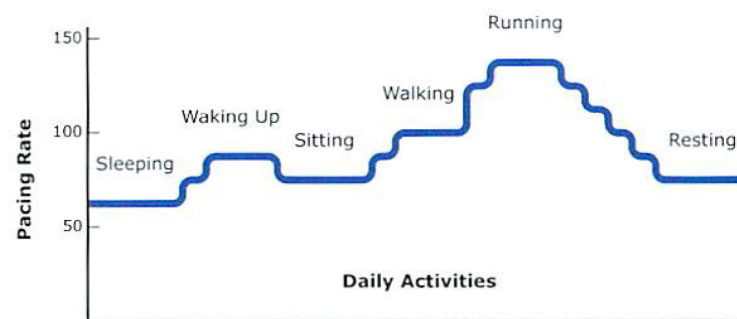 Running
150
Walking
Waking Up
100
Sitting
Resting
Sleeping
Pacing Rate
50
Daily Activities